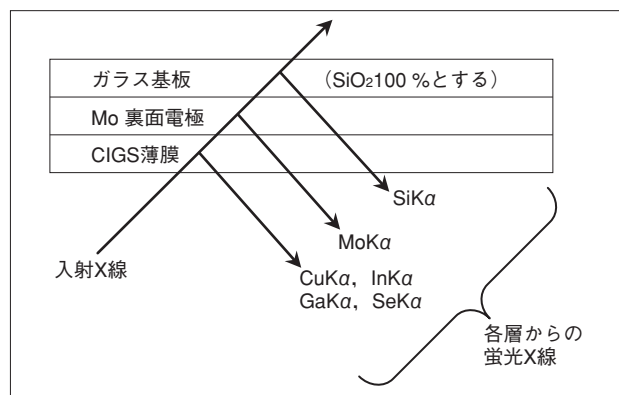 ガラス基板 （SiO₂100 %とする）
Mo 裏面電極
CIGS薄膜
SiKα
MoKα
入射X線
CuKα， InKα
GaKα， SeKα
各層からの
蛍光X線